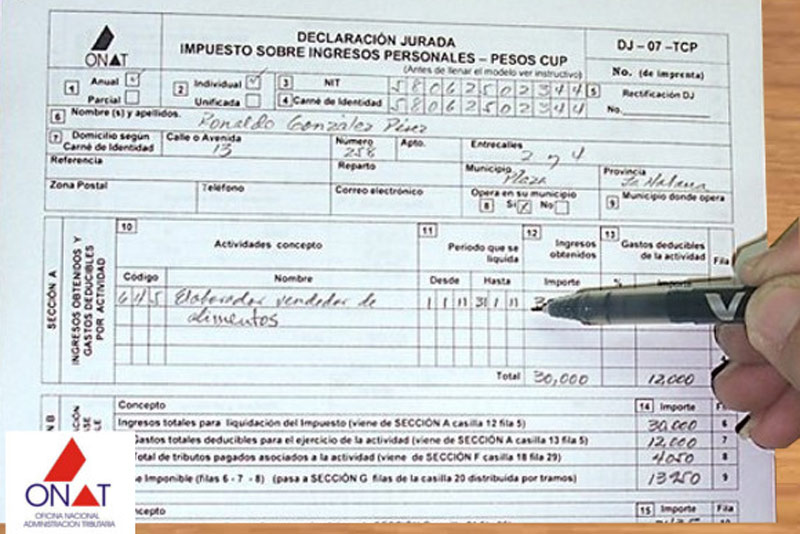 ONAT
DECLARACIÓN JURADA
IMPUESTO SOBRE INGRESOS PERSONALES – PESOS CUP
(Antes de llenar el modelo ver instructivo)
DJ - 07 -TCP
No. (de imprenta)
1 Anual
Parcial
2 Individual
Unificada
3 NIT 58062502344
4 Carné de Identidad 58062502344
5 Rectificación DJ
No.
6 Nombre (s) y apellidos. Ronaldo González Pérez
7 Domicilio según Carné de Identidad
Calle o Avenida 13
Número 258
Apto.
Entrecalles 2 y 4
Referencia
Reparto
Municipio Plaza
Provincia La Habana
Zona Postal
Teléfono
Correo electrónico
Opera en su municipio
8 Si X No
9 Municipio donde opera
SECCIÓN A
INGRESOS OBTENIDOS Y GASTOS DEDUCIBLES POR ACTIVIDAD
10 Actividades concepto
11 Periodo que se liquida
12 Ingresos obtenidos
13 Gastos deducibles de la actividad
Fila
Código Nombre Desde Hasta Importe % Importe
645 Elaborador vendedor de alimentos 1 1 11 31 1 11
Total 30,000 12,000
Concepto 14 Importe
Ingresos totales para liquidación del Impuesto (viene de SECCIÓN A casilla 12 fila 5) 30,000 6
Gastos totales deducibles para el ejercicio de la actividad (viene de SECCIÓN A casilla 13 fila 5) 12,000 7
Total de tributos pagados asociados a la actividad (viene de SECCIÓN F casilla 18 fila 29) 4050 8
Imponible (filas 6 - 7 - 8) (pasa a SECCIÓN G filas de la casilla 20 distribuida por tramos) 13950 9
Concepto 15 Importe Fila
ONAT
OFICINA NACIONAL
ADMINISTRACION TRIBUTARIA